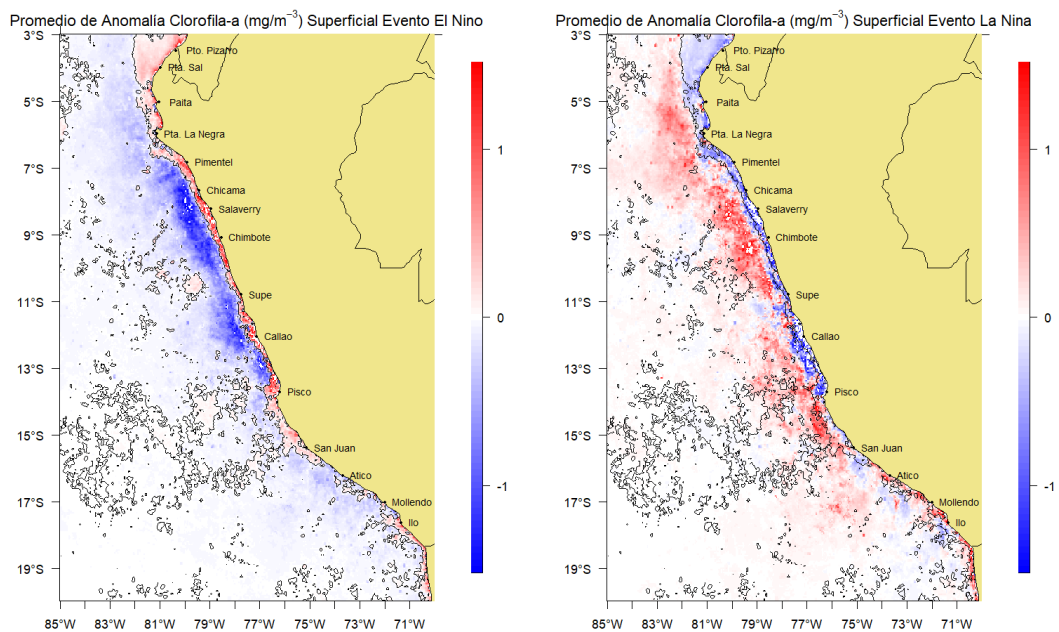 Promedio de Anomalía Clorofila-a (mg/m⁻³) Superficial Evento El Nino
3°S
5°S
7°S
9°S
11°S
13°S
15°S
17°S
19°S
Pto. Pizarro
Pta. Sal
Paita
Pta. La Negra
Pimentel
Chicama
Salaverry
Chimbote
Supe
Callao
Pisco
San Juan
Atico
Mollendo
Ilo
1
0
-1
85°W 83°W 81°W 79°W 77°W 75°W 73°W 71°W
Promedio de Anomalía Clorofila-a (mg/m⁻³) Superficial Evento La Nina
3°S
5°S
7°S
9°S
11°S
13°S
15°S
17°S
19°S
Pto. Pizarro
Pta. Sal
Paita
Pta. La Negra
Pimentel
Chicama
Salaverry
Chimbote
Supe
Callao
Pisco
San Juan
Atico
Mollendo
Ilo
1
0
-1
85°W 83°W 81°W 79°W 77°W 75°W 73°W 71°W